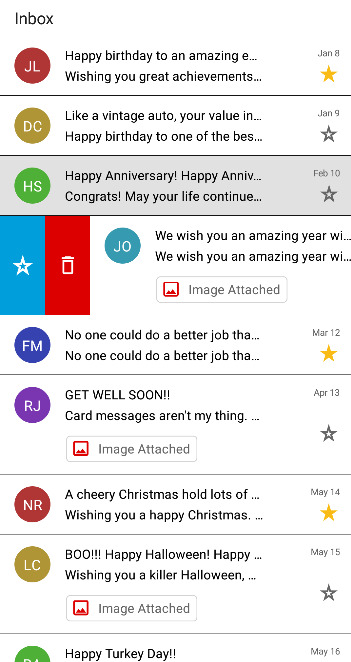 Inbox
JL
Happy birthday to an amazing e...
Jan 8
Wishing you great achievements...
DC
Like a vintage auto, your value in...
Jan 9
Happy birthday to one of the bes...
HS
Happy Anniversary! Happy Anniv...
Feb 10
Congrats! May your life continue...
JO
We wish you an amazing year wi...
We wish you an amazing year wi...
Image Attached
FM
No one could do a better job tha...
Mar 12
No one could do a better job tha...
RJ
GET WELL SOON!!
Apr 13
Card messages aren't my thing. ...
Image Attached
NR
A cheery Christmas hold lots of ...
May 14
Wishing you a happy Christmas. ...
LC
BOO!!! Happy Halloween! Happy ...
May 15
Wishing you a killer Halloween, ...
Image Attached
Happy Turkey Day!!
May 16